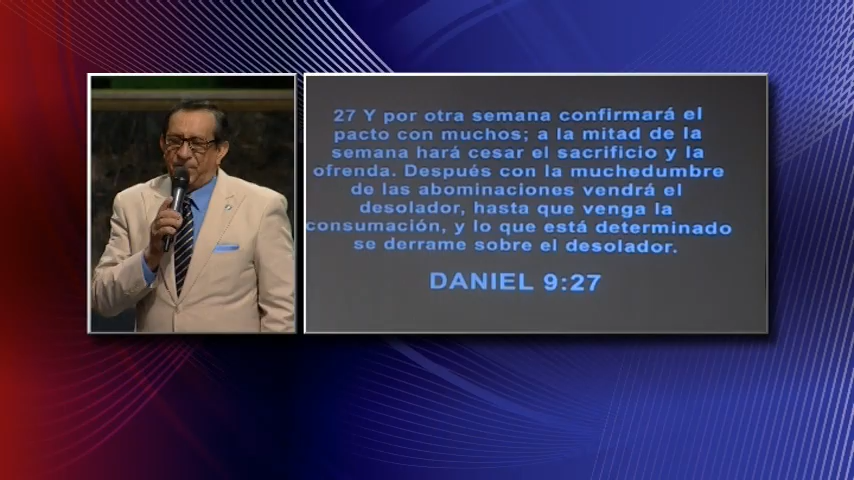 27 Y por otra semana confirmará el
pacto con muchos; a la mitad de la
semana hará cesar el sacrificio y la
ofrenda. Después con la muchedumbre
de las abominaciones vendrá el
desolador, hasta que venga la
consumación, y lo que está determinado
se derrame sobre el desolador.
DANIEL 9:27